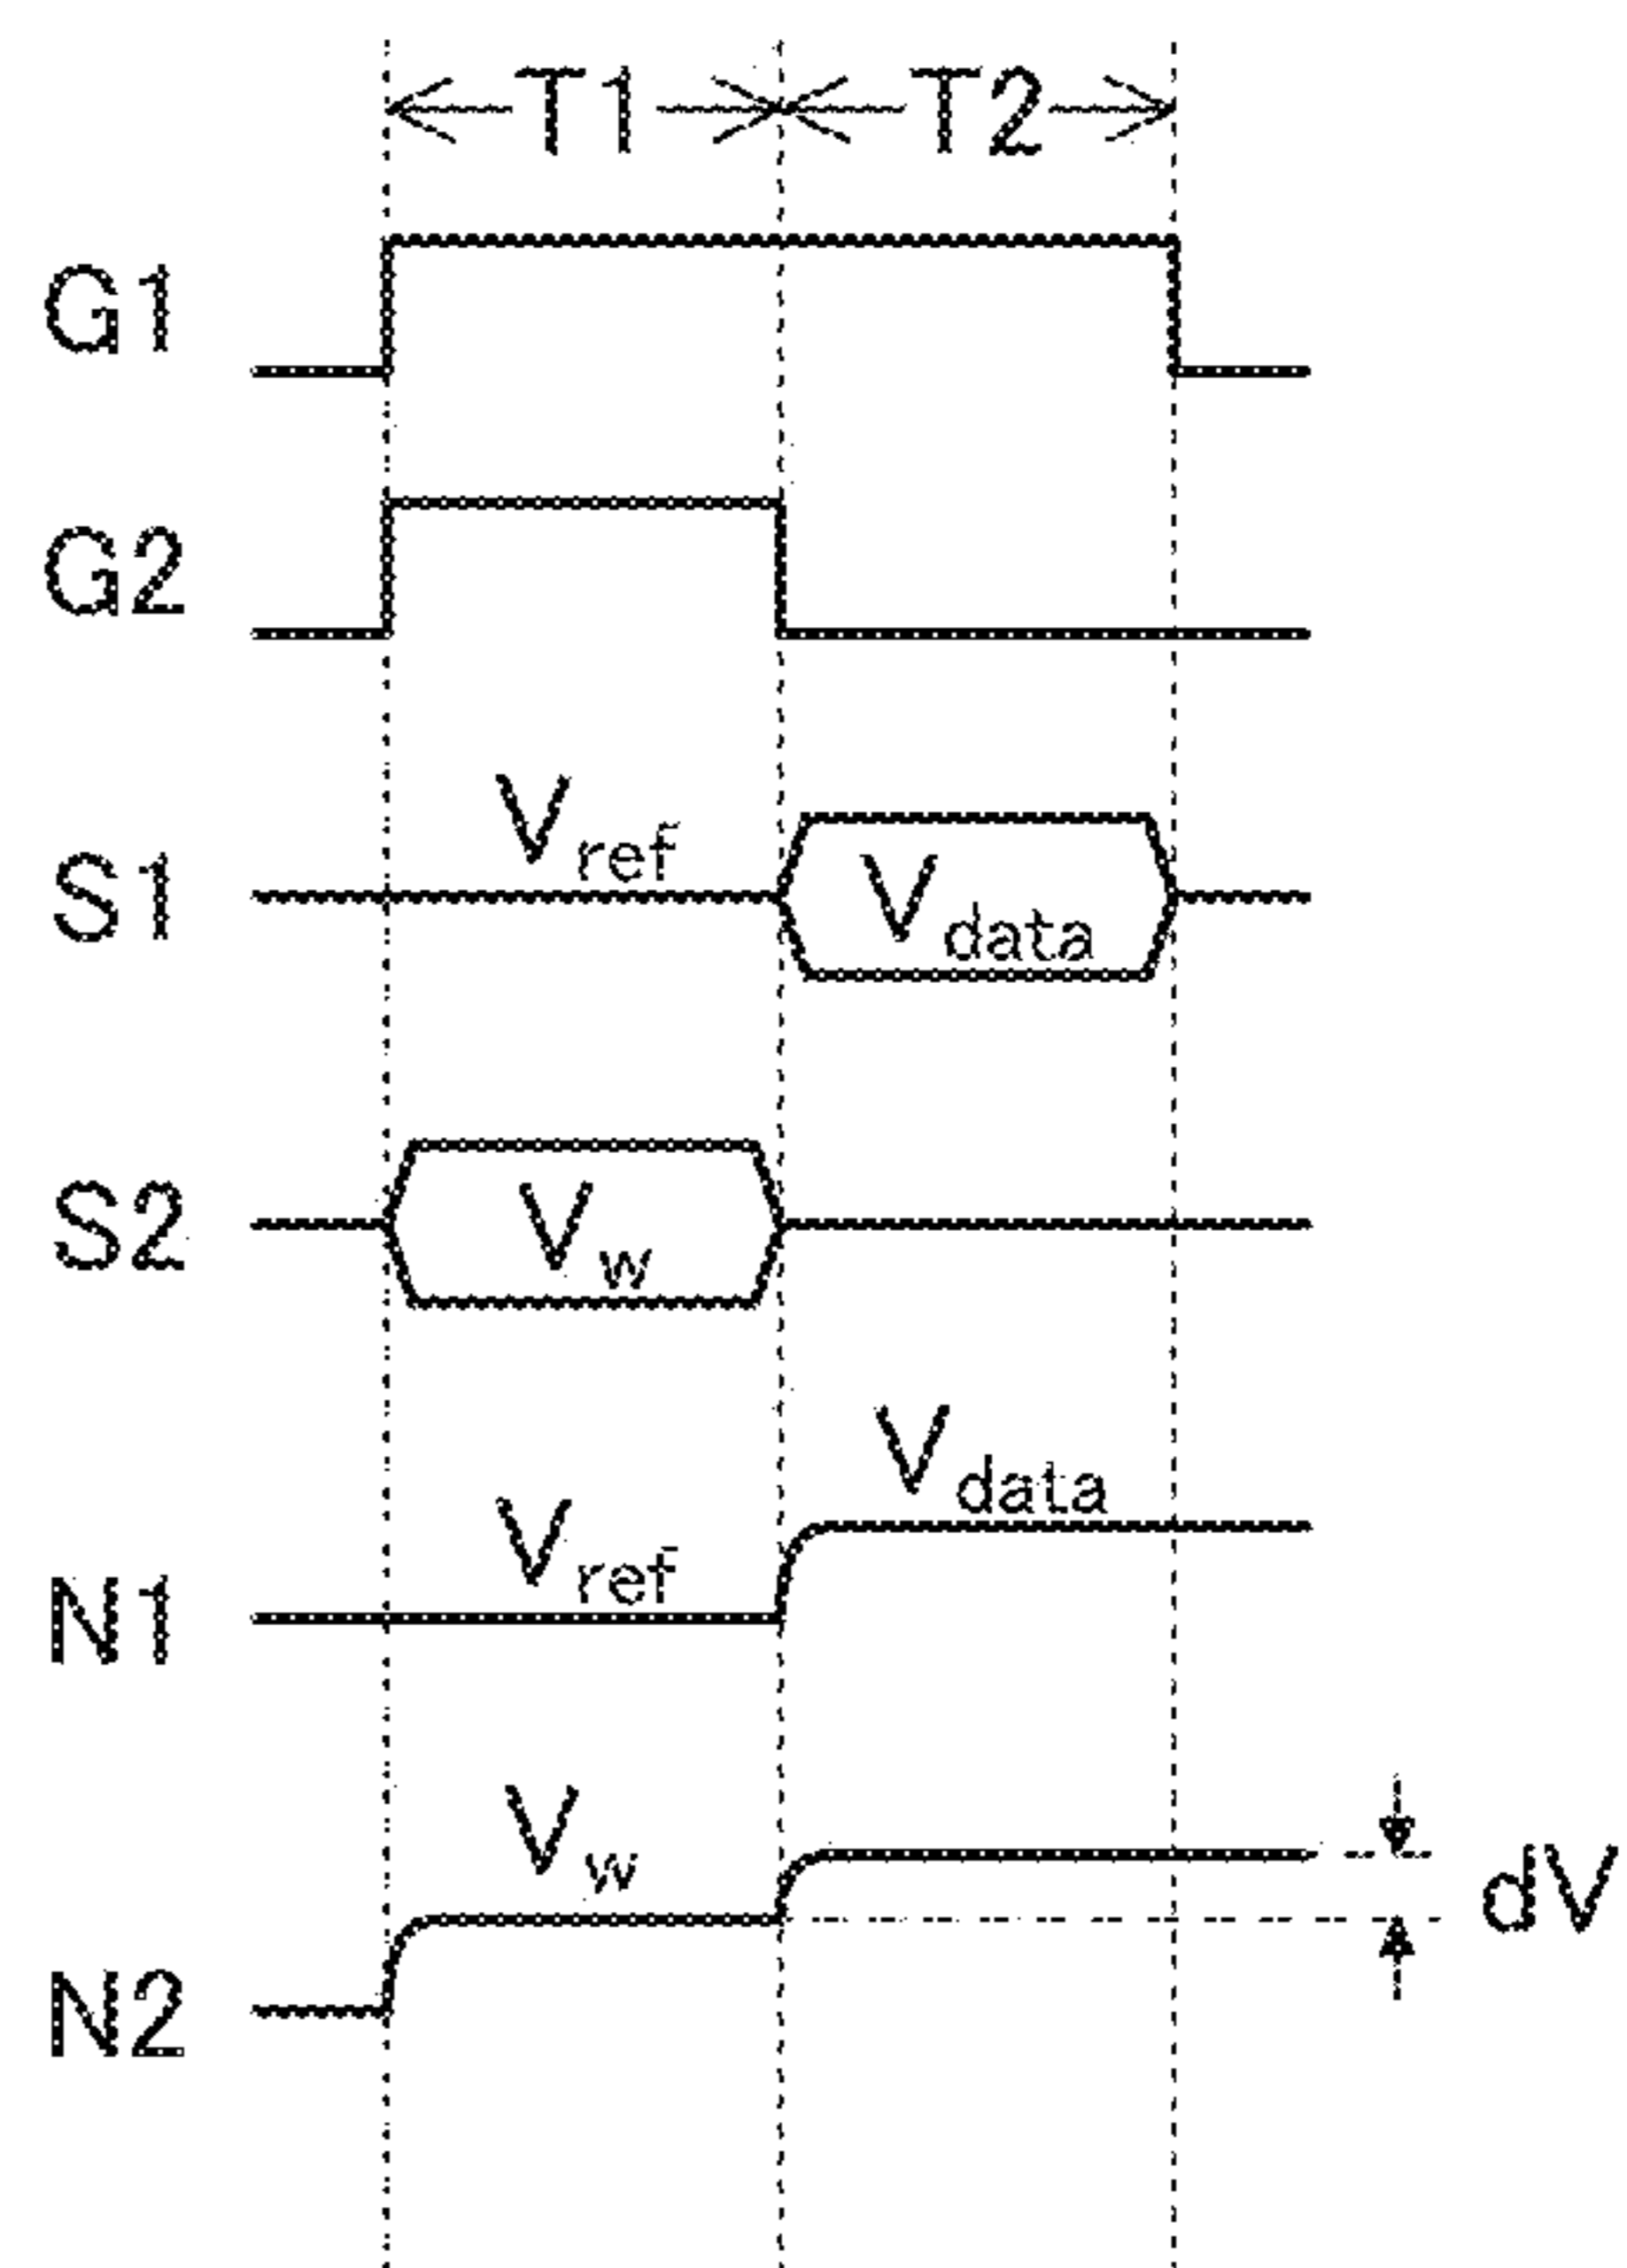 T1 T2
G1
G2
S1 Vref Vdata
S2 Vw
N1 Vref Vdata
N2 Vw dV